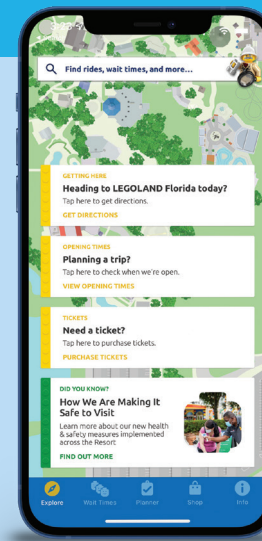 Find rides, wait times, and more...
GETTING HERE
Heading to LEGOLAND Florida today?
Tap here to get directions.
GET DIRECTIONS
OPENING TIMES
Planning a trip?
Tap here to check when we're open.
VIEW OPENING TIMES
TICKETS
Need a ticket?
Tap here to purchase tickets.
PURCHASE TICKETS
DID YOU KNOW?
How We Are Making It
Safe to Visit
Learn more about our new health
& safety measures implemented
across the Resort
FIND OUT MORE
Explore
Wait Times
Planner
Shop
Info